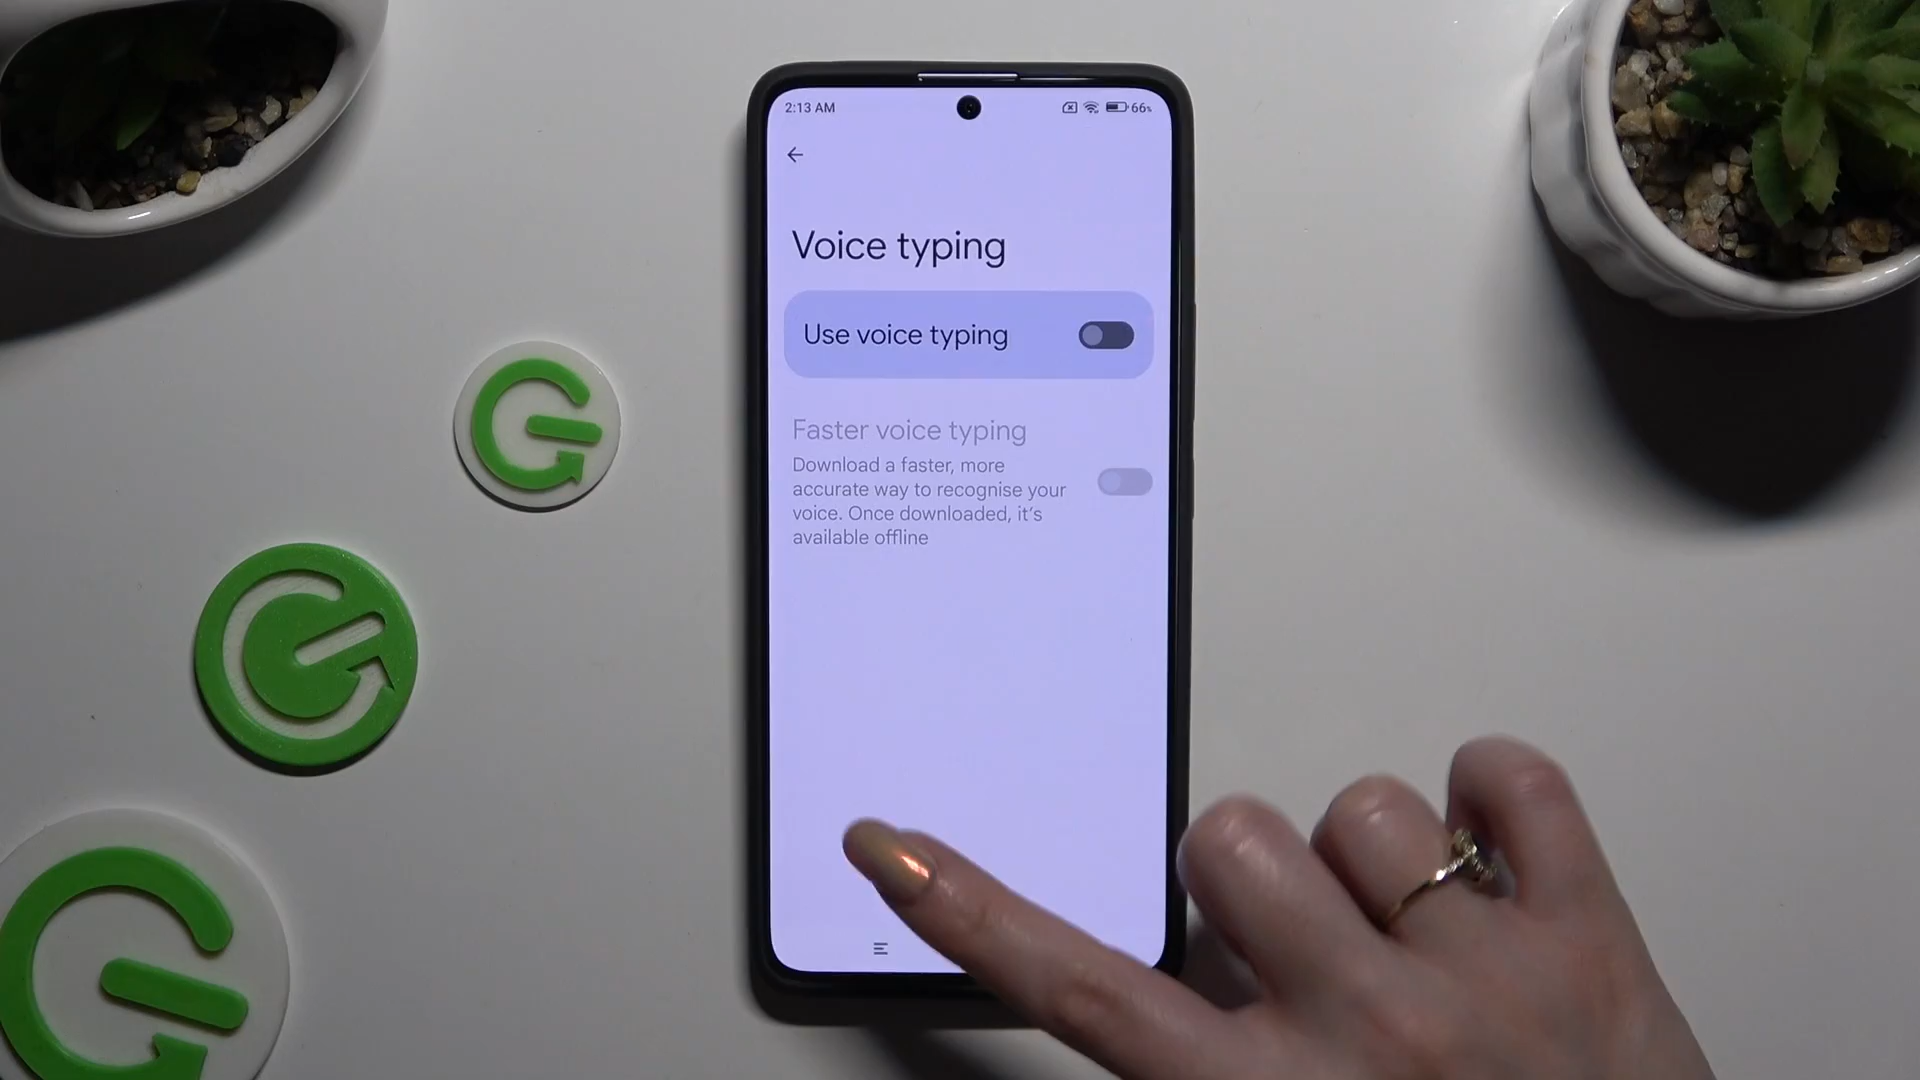 2:13 AM
66%
Voice typing
Use voice typing
Faster voice typing
Download a faster, more
accurate way to recognise your
voice. Once downloaded, it's
available offline